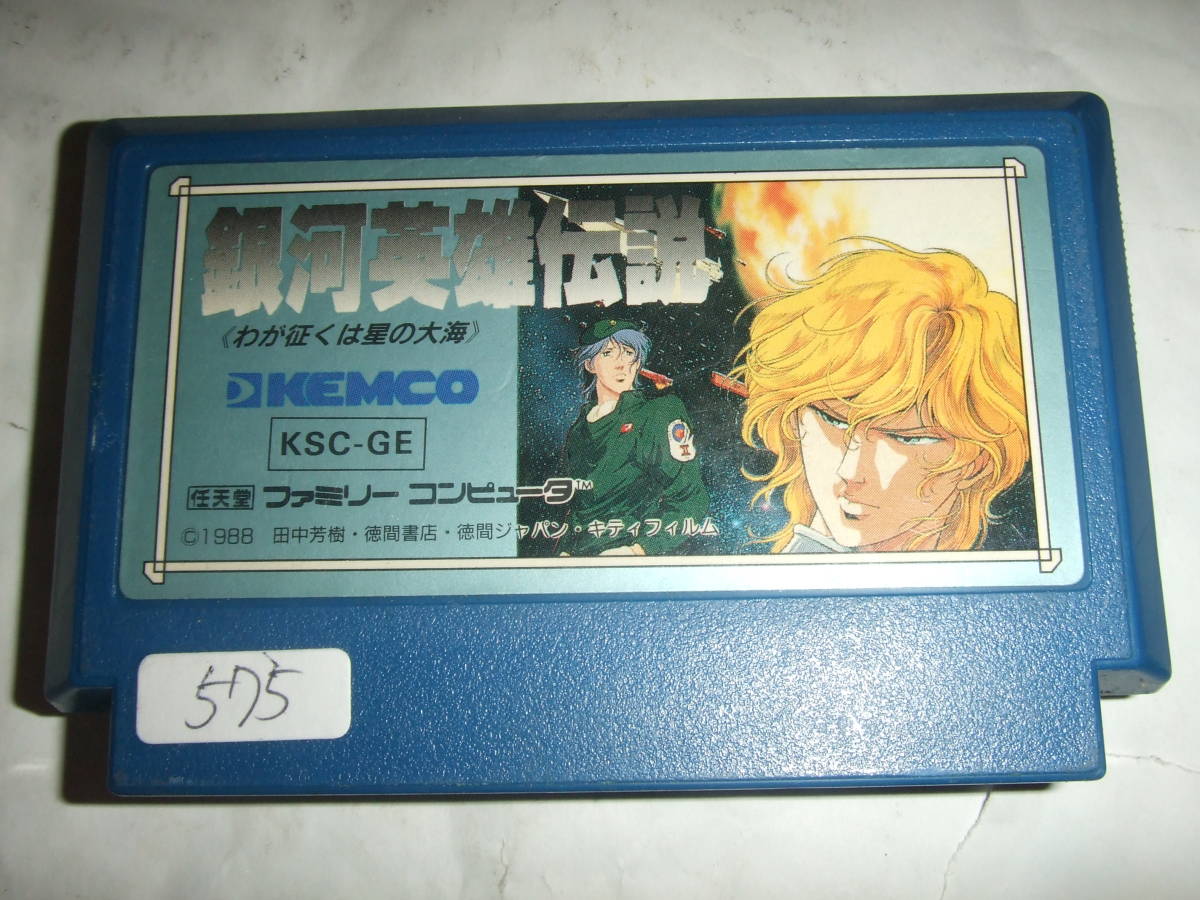 銀河英雄伝説
《わが征くは星の大海》
KEMCO
KSC-GE
任天堂 ファミリー コンピュータ™
©1988 田中芳樹・徳間書店・徳間ジャパン・キティフィルム
575